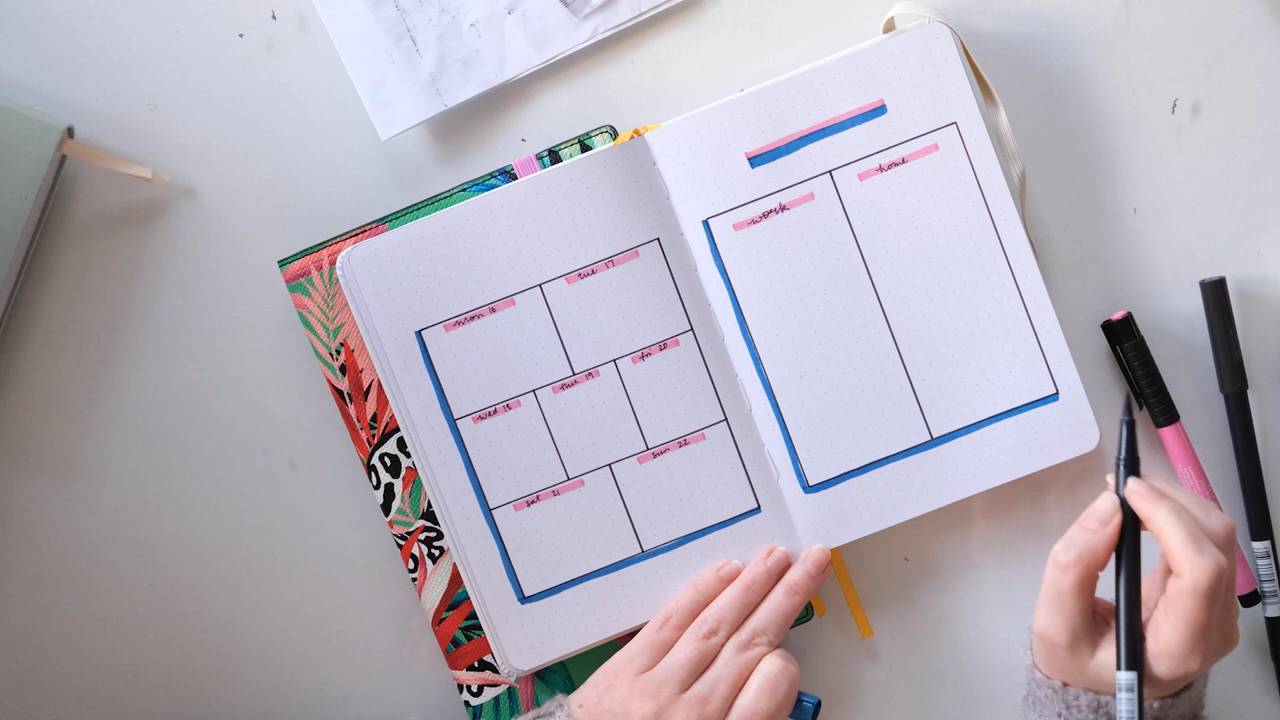 mon 16
tue 17
wed 18
thu 19
fri 20
sat 21
sun 22
work
home